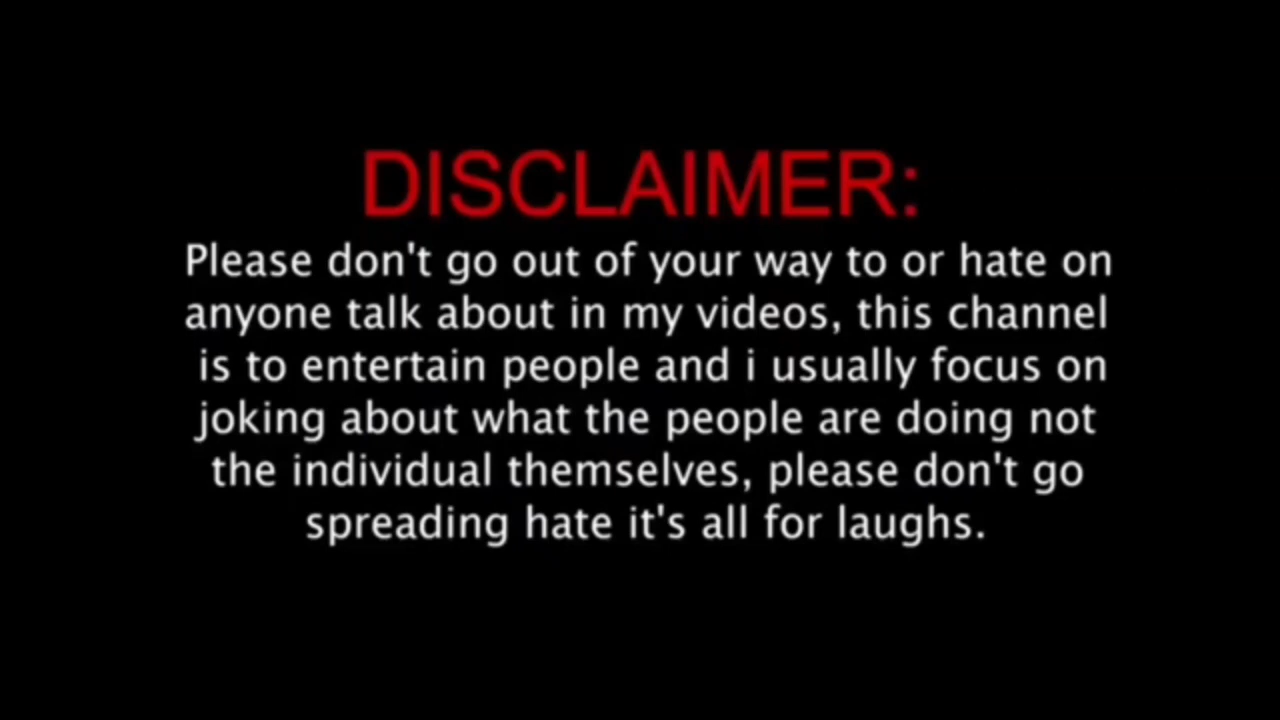 DISCLAIMER:
Please don't go out of your way to or hate on
anyone talk about in my videos, this channel
is to entertain people and i usually focus on
joking about what the people are doing not
the individual themselves, please don't go
spreading hate it's all for laughs.